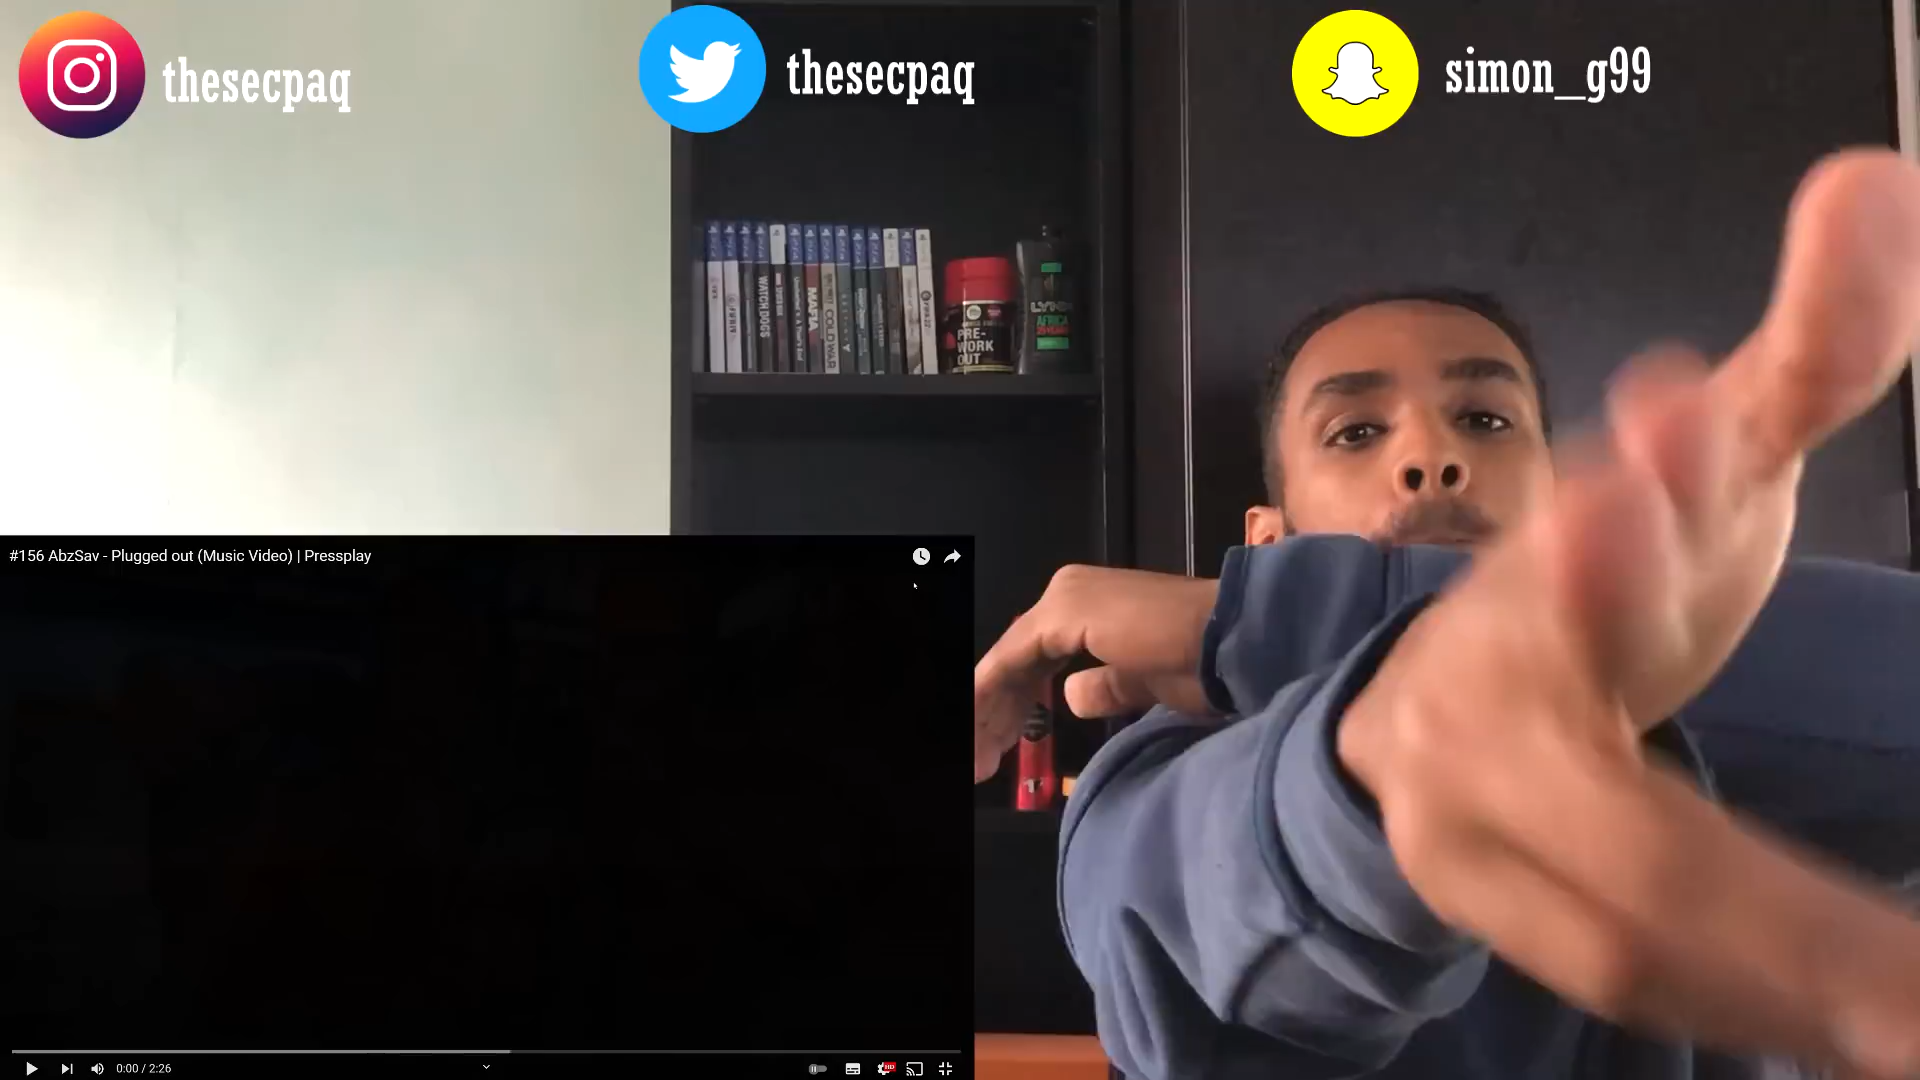 thesecpaq
thesecpaq
simon_g99
WATCH DOGS
MAFIA
COLD WAR
PRE-
WORK
OUT
LYNX
AFRICA
#156 AbzSav - Plugged out (Music Video) | Pressplay
HD
0:00 / 2:26